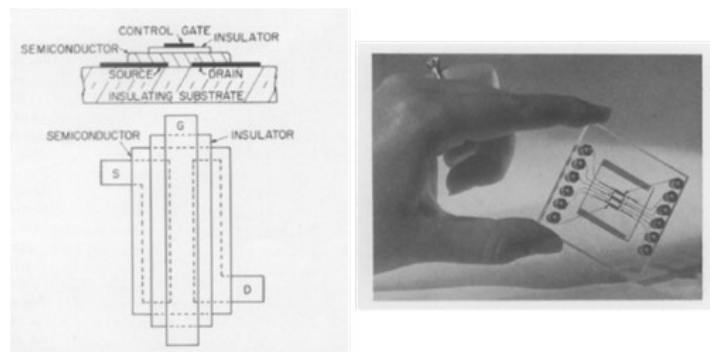 CONTROL GATE
INSULATOR
SEMICONDUCTOR
SOURCE
DRAIN
INSULATING SUBSTRATE
SEMICONDUCTOR
G
INSULATOR
S
D